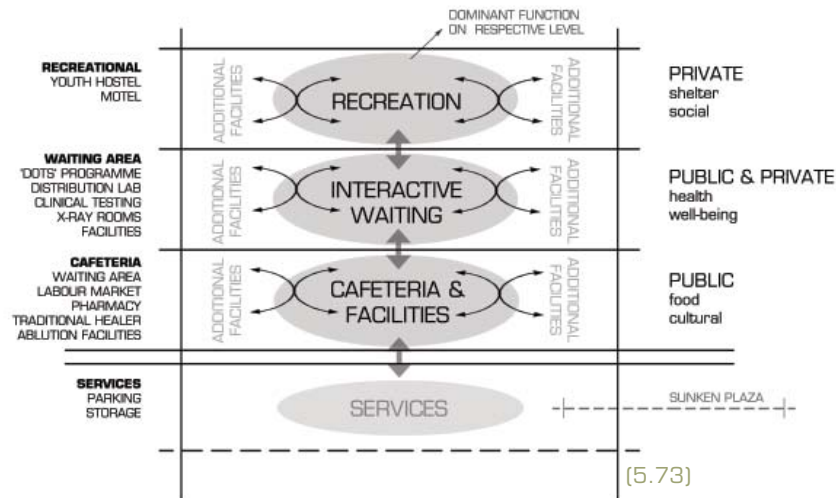 DOMINANT FUNCTION
ON RESPECTIVE LEVEL
RECREATIONAL
YOUTH HOSTEL
MOTEL
ADDITIONAL
FACILITIES
RECREATION
ADDITIONAL
FACILITIES
PRIVATE
shelter
social
WAITING AREA
'DOTS' PROGRAMME
DISTRIBUTION LAB
CLINICAL TESTING
X-RAY ROOMS
FACILITIES
ADDITIONAL
FACILITIES
INTERACTIVE
WAITING
ADDITIONAL
FACILITIES
PUBLIC & PRIVATE
health
well-being
CAFETERIA
WAITING AREA
LABOUR MARKET
PHARMACY
TRADITIONAL HEALER
ABLUTION FACILITIES
ADDITIONAL
FACILITIES
CAFETERIA &
FACILITIES
ADDITIONAL
FACILITIES
PUBLIC
food
cultural
SERVICES
PARKING
STORAGE
SERVICES
SUNKEN PLAZA
(5.73)